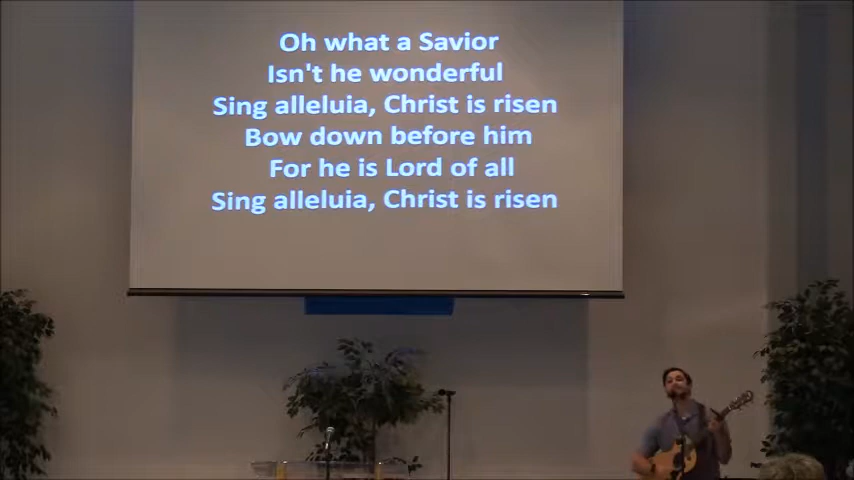 Oh what a Savior
Isn't he wonderful
Sing alleluia, Christ is risen
Bow down before him
For he is Lord of all
Sing alleluia, Christ is risen